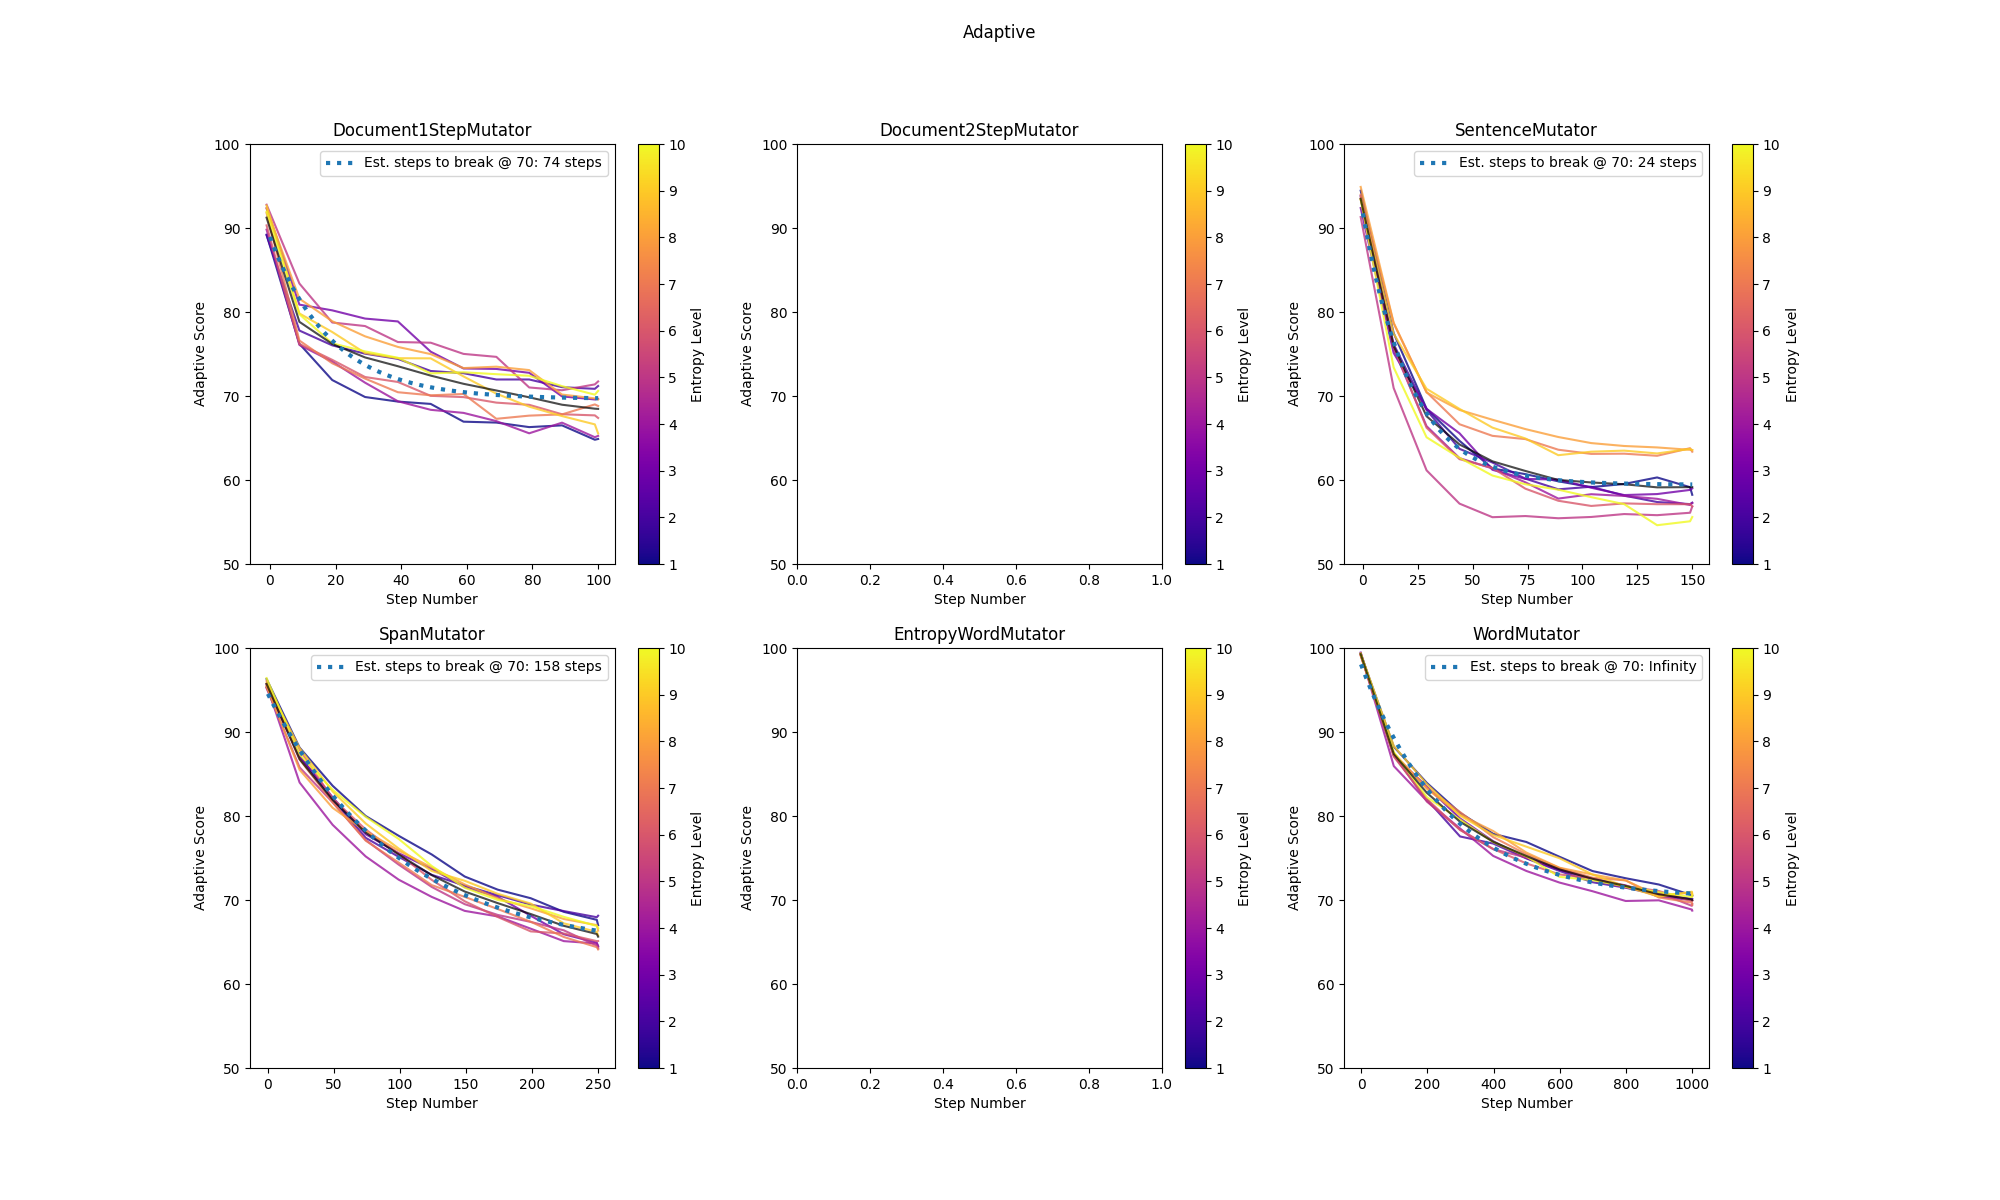 Adaptive
Document1StepMutator
100
90
80
70
60
50
Adaptive Score
Est. steps to break @ 70: 74 steps
0 20 40 60 80 100
Step Number
10
9
8
7
6
5
4
3
2
1
Entropy Level
Document2StepMutator
100
90
80
70
60
50
Adaptive Score
0.0 0.2 0.4 0.6 0.8 1.0
Step Number
10
9
8
7
6
5
4
3
2
1
Entropy Level
SentenceMutator
100
90
80
70
60
50
Adaptive Score
Est. steps to break @ 70: 24 steps
0 25 50 75 100 125 150
Step Number
10
9
8
7
6
5
4
3
2
1
Entropy Level
SpanMutator
100
90
80
70
60
50
Adaptive Score
Est. steps to break @ 70: 158 steps
0 50 100 150 200 250
Step Number
10
9
8
7
6
5
4
3
2
1
Entropy Level
EntropyWordMutator
100
90
80
70
60
50
Adaptive Score
0.0 0.2 0.4 0.6 0.8 1.0
Step Number
10
9
8
7
6
5
4
3
2
1
Entropy Level
WordMutator
100
90
80
70
60
50
Adaptive Score
Est. steps to break @ 70: Infinity
0 200 400 600 800 1000
Step Number
10
9
8
7
6
5
4
3
2
1
Entropy Level